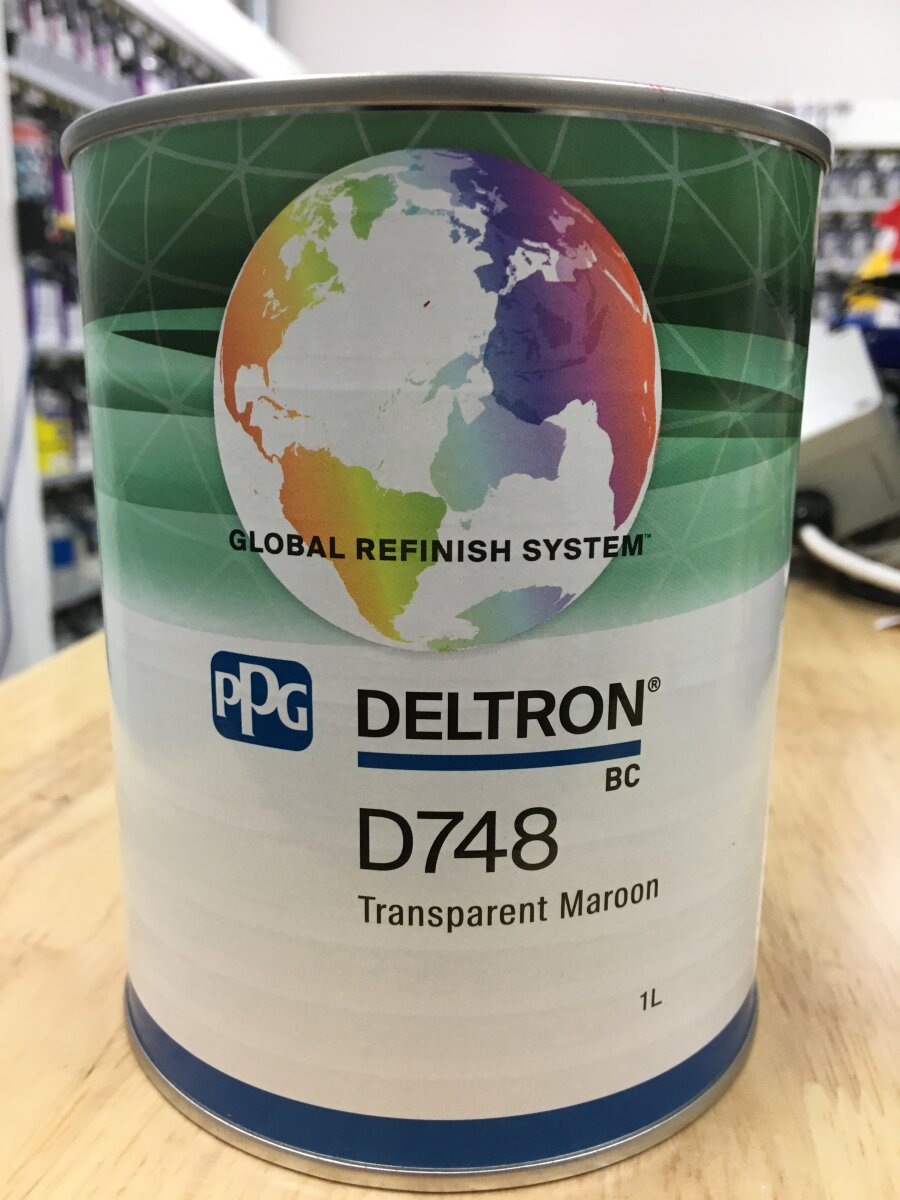 GLOBAL REFINISH SYSTEM™
PPG
DELTRON®
BC
D748
Transparent Maroon
1L